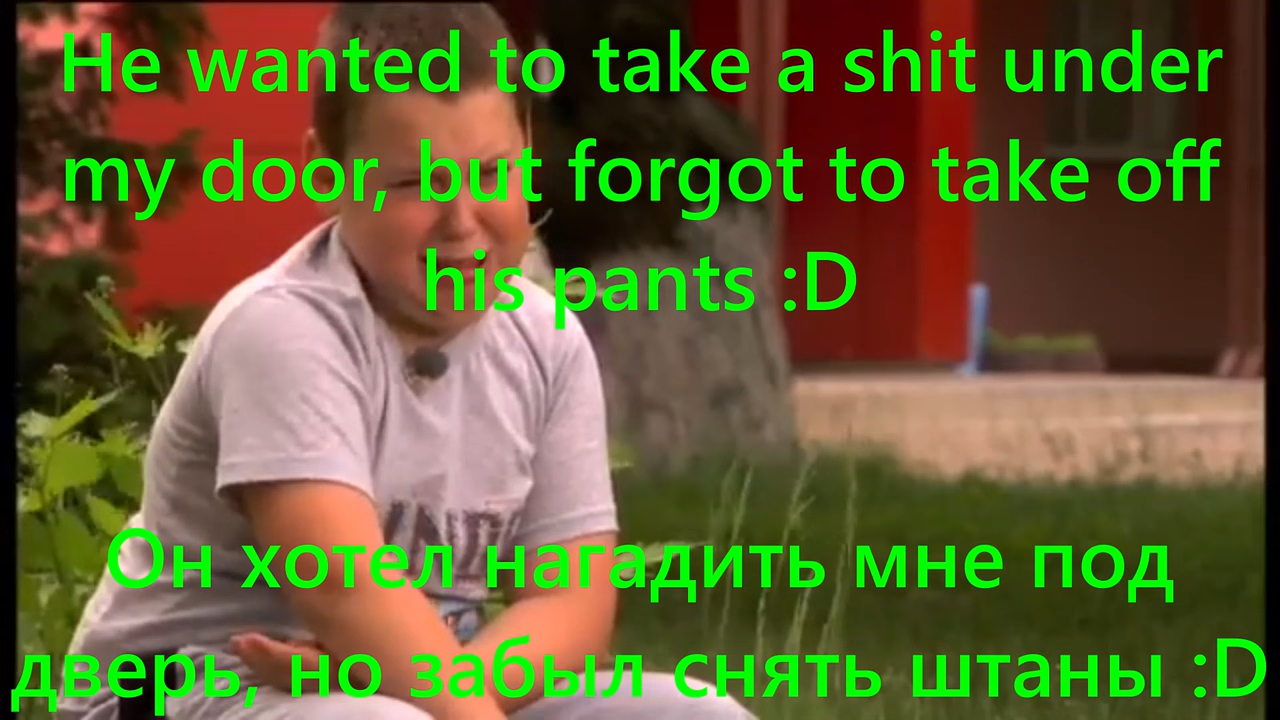 He wanted to take a shit under
my door, but forgot to take off
his pants :D
Он хотел нагадить мне под
дверь, но забыл снять штаны :D